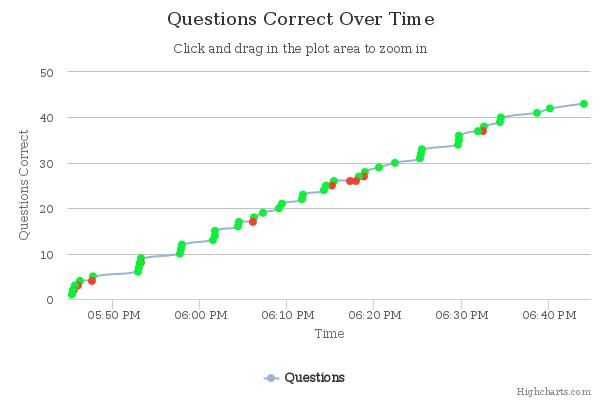 Questions Correct Over Time
Click and drag in the plot area to zoom in
Questions Correct
50
40
30
20
10
0
05:50 PM 06:00 PM 06:10 PM 06:20 PM 06:30 PM 06:40 PM
Time
Questions
Highcharts.com